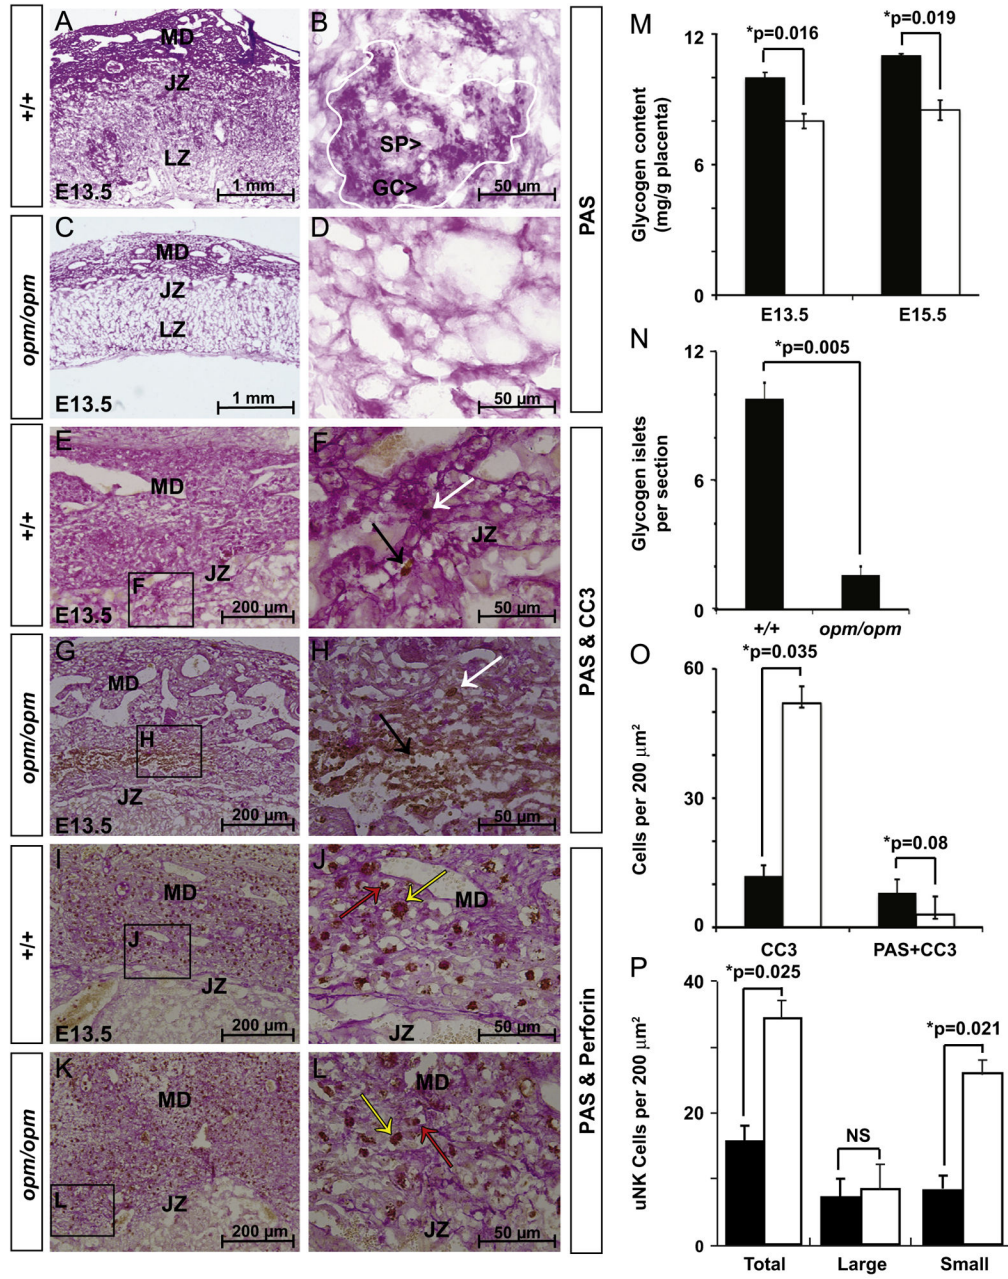 +/+
A
MD
JZ
LZ
E13.5
1 mm
B
SP>
GC>
50 µm
opm/opm
C
MD
JZ
LZ
E13.5
1 mm
D
50 µm
PAS
+/+
E
MD
JZ
F
E13.5
200 µm
F
JZ
50 µm
opm/opm
G
MD
H
JZ
E13.5
200 µm
H
50 µm
PAS & CC3
+/+
I
MD
J
JZ
E13.5
200 µm
J
MD
JZ
50 µm
opm/opm
K
MD
L
JZ
200 µm
L
MD
JZ
50 µm
PAS & Perforin
M
Glycogen content
(mg/g placenta)
12
6
0
*p=0.016
*p=0.019
E13.5
E15.5
N
Glycogen islets
per section
12
6
0
*p=0.005
+/+
opm/opm
O
Cells per 200 µm²
60
30
0
*p=0.035
*p=0.08
CC3
PAS+CC3
P
uNK Cells per 200 µm²
40
20
0
*p=0.025
NS
*p=0.021
Total
Large
Small